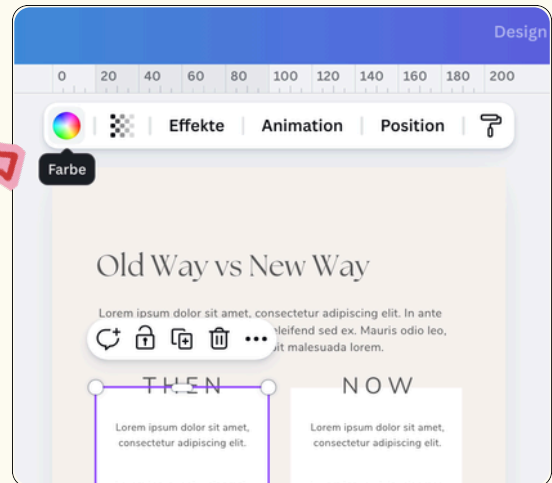 Design
0 20 40 60 80 100 120 140 160 180 200
Effekte Animation Position
Farbe
Old Way vs New Way
Lorem ipsum dolor sit amet, consectetur adipiscing elit. In ante
eleifend sed ex. Mauris odio leo,
malesuada lorem.
THEN NOW
Lorem ipsum dolor sit amet,
consectetur adipiscing elit.
Lorem ipsum dolor sit amet,
consectetur adipiscing elit.